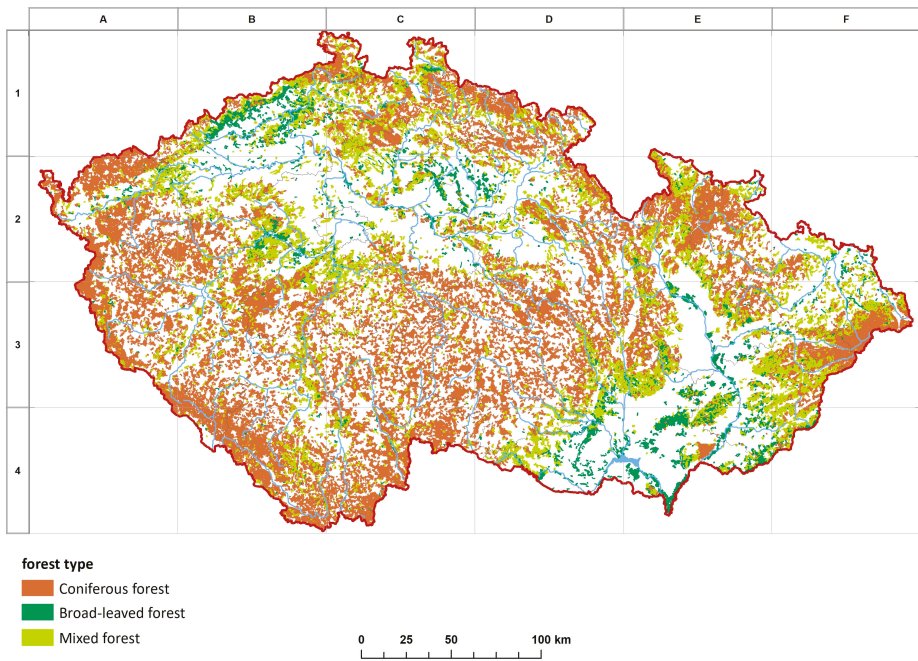 A B C D E F
1
2
3
4
forest type
Coniferous forest
Broad-leaved forest
Mixed forest
0 25 50 100 km